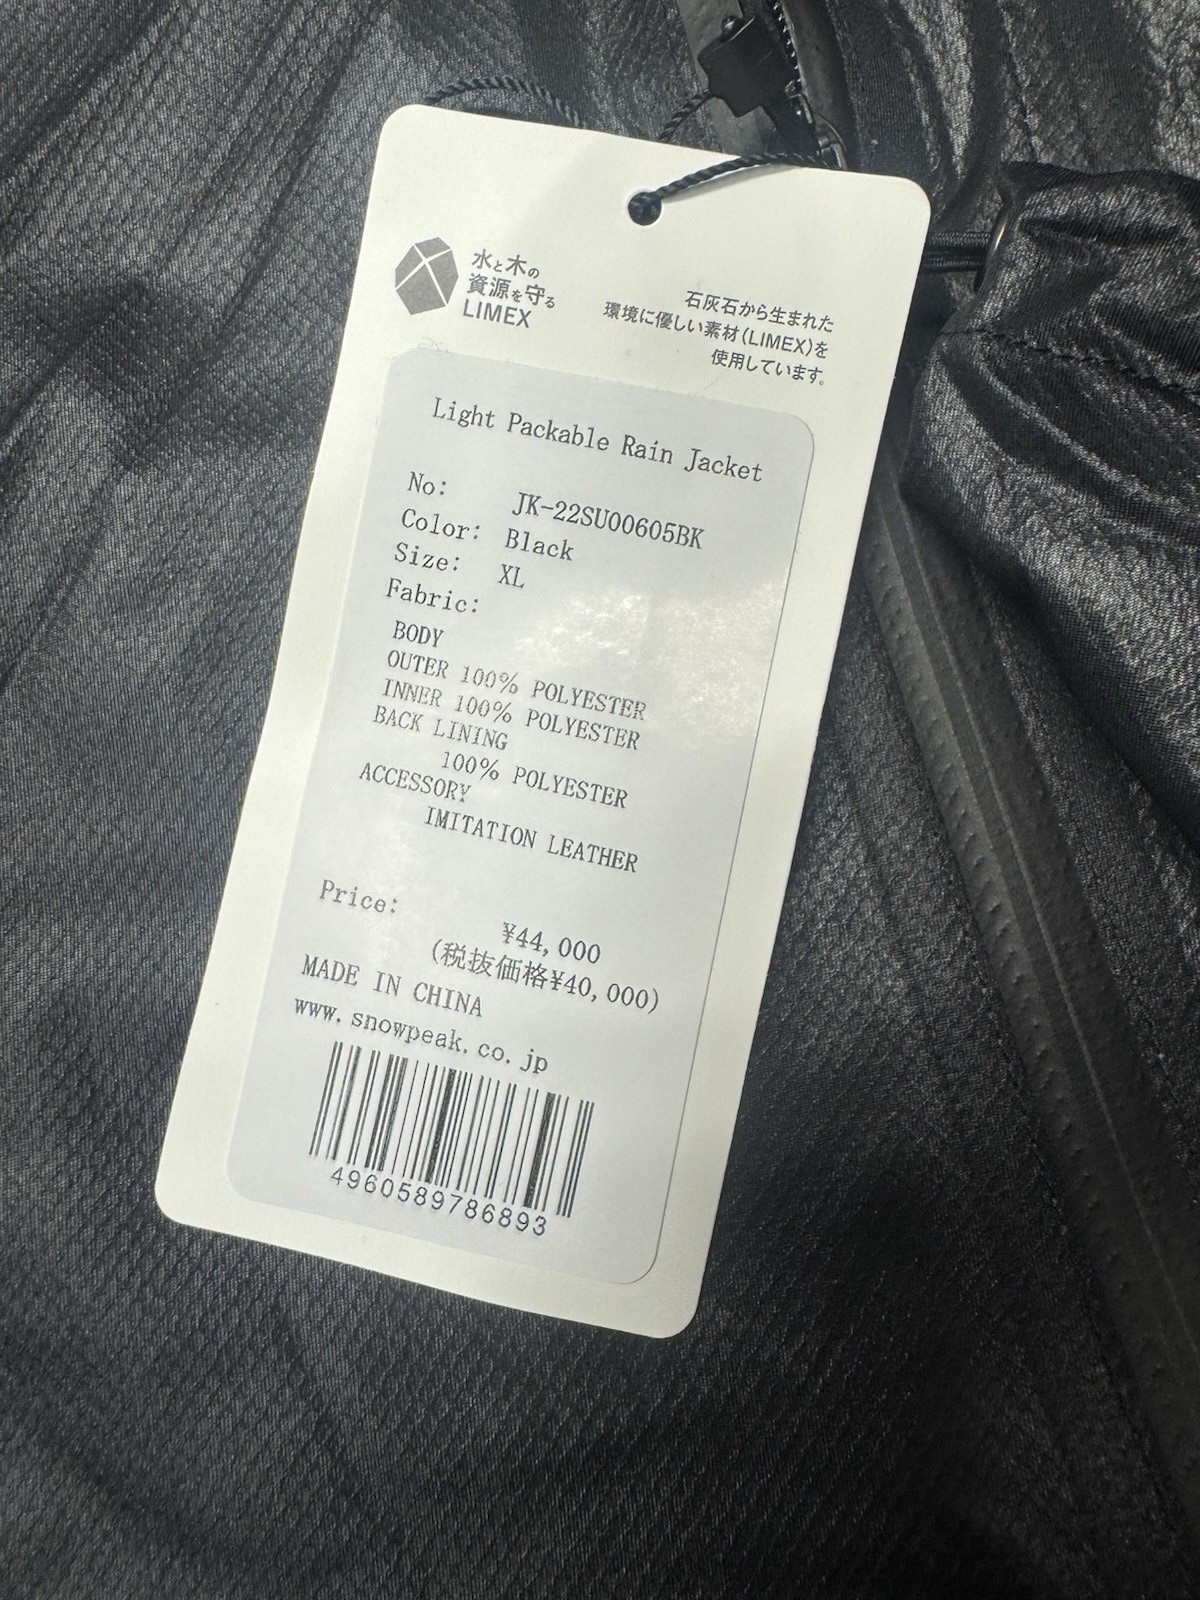 水と木の
資源を守る
LIMEX
石灰石から生まれた
環境に優しい素材(LIMEX)を
使用しています。
Light Packable Rain Jacket
No: JK-22SU00605BK
Color: Black
Size: XL
Fabric:
BODY
OUTER 100% POLYESTER
INNER 100% POLYESTER
BACK LINING
100% POLYESTER
ACCESSORY
IMITATION LEATHER
Price:
¥44,000
(税抜価格¥40,000)
MADE IN CHINA
www.snowpeak.co.jp
4960589786893